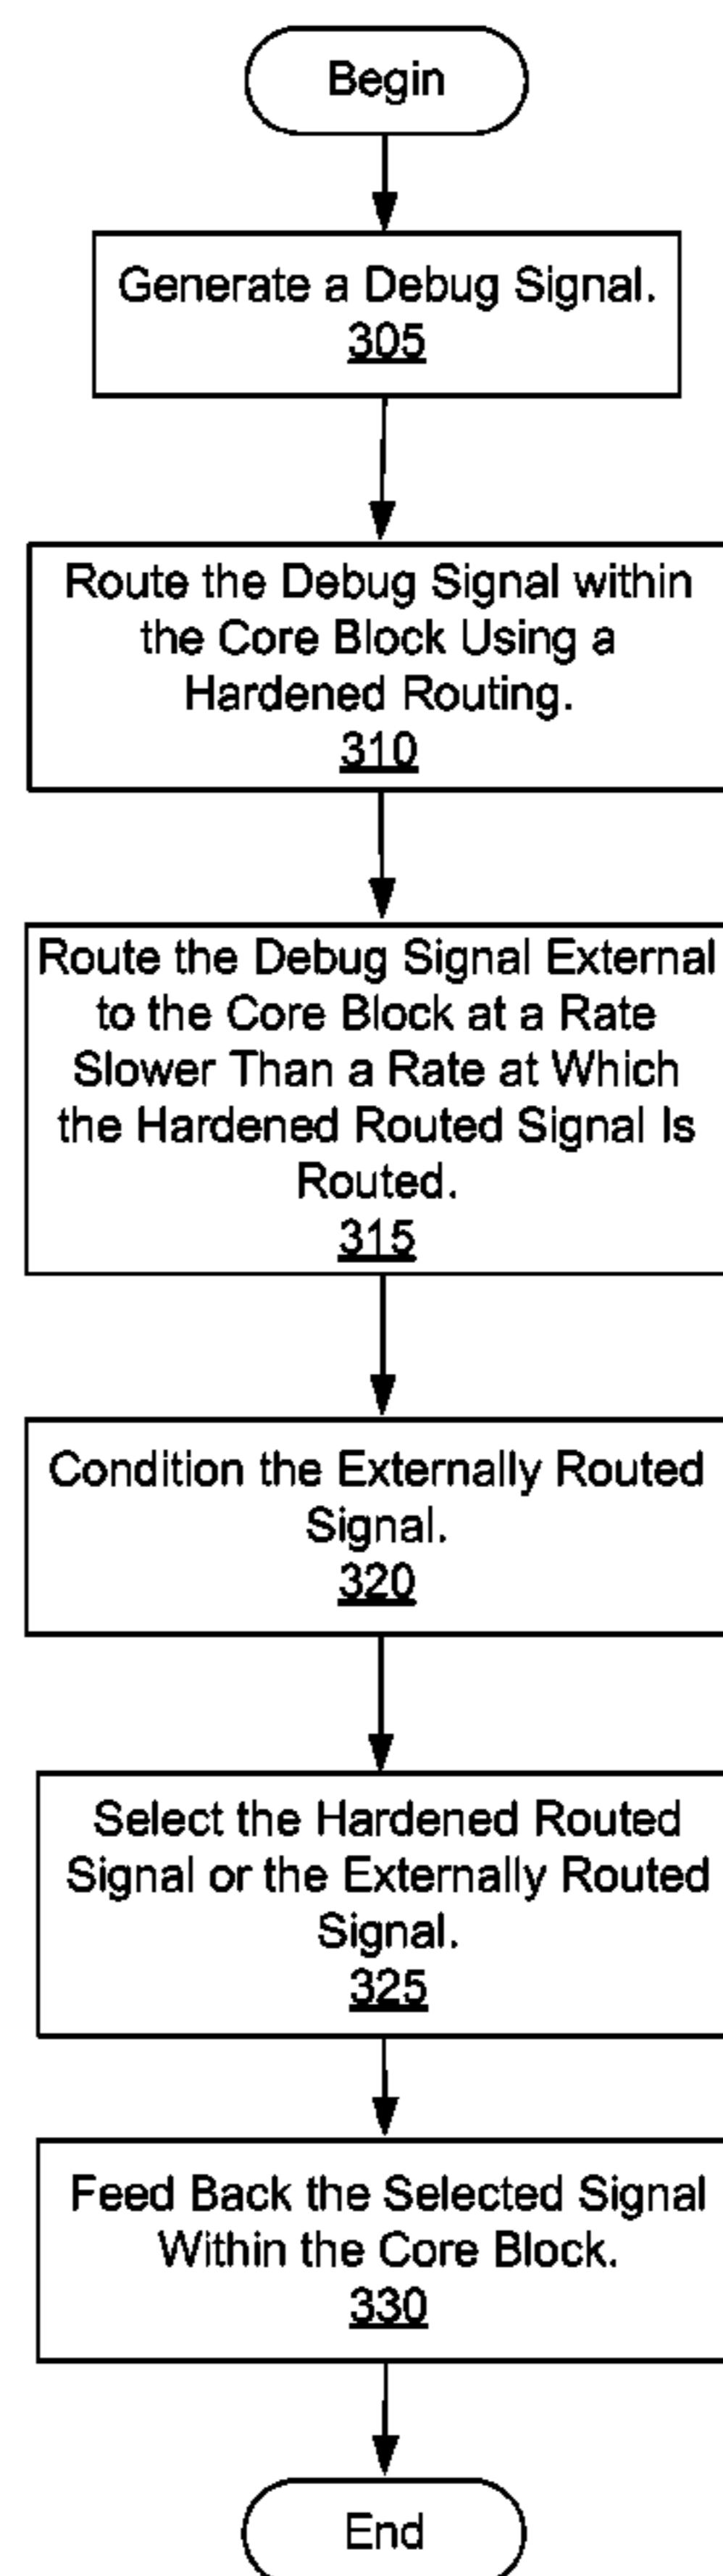 Begin
Generate a Debug Signal.
305
Route the Debug Signal within
the Core Block Using a
Hardened Routing.
310
Route the Debug Signal External
to the Core Block at a Rate
Slower Than a Rate at Which
the Hardened Routed Signal Is
Routed.
315
Condition the Externally Routed
Signal.
320
Select the Hardened Routed
Signal or the Externally Routed
Signal.
325
Feed Back the Selected Signal
Within the Core Block.
330
End